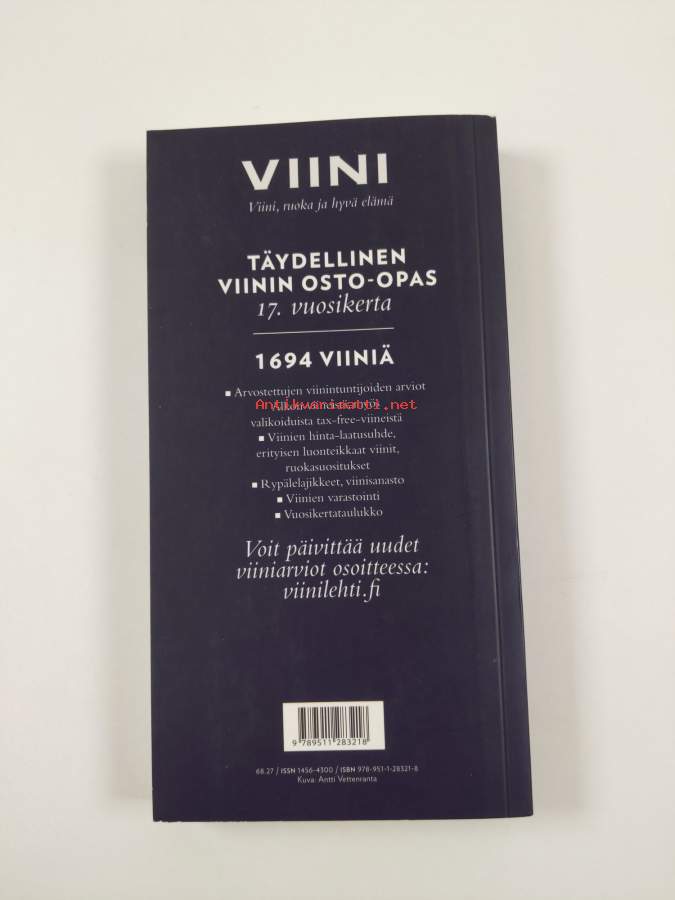 VIINI
Viini, ruoka ja hyvä elämä
TÄYDELLINEN
VIININ OSTO-OPAS
17. vuosikerta
1694 VIINIÄ
▪ Arvostettujen viinintuntijoiden arviot
Antikvariaatti.net
valikoiduista tax-free-viineistä
▪ Viinien hinta-laatusuhde,
erityisen luonteikkaat viinit,
ruokasuositukset
▪ Rypälelajikkeet, viinisanasto
▪ Viinien varastointi
▪ Vuosikertataulukko
Voit päivittää uudet
viiniarviot osoitteessa:
viinilehti.fi
9 789511 283218
68.27 / ISSN 1456-4300 / ISBN 978-951-1-28321-8
Kuva: Antti Vettenranta